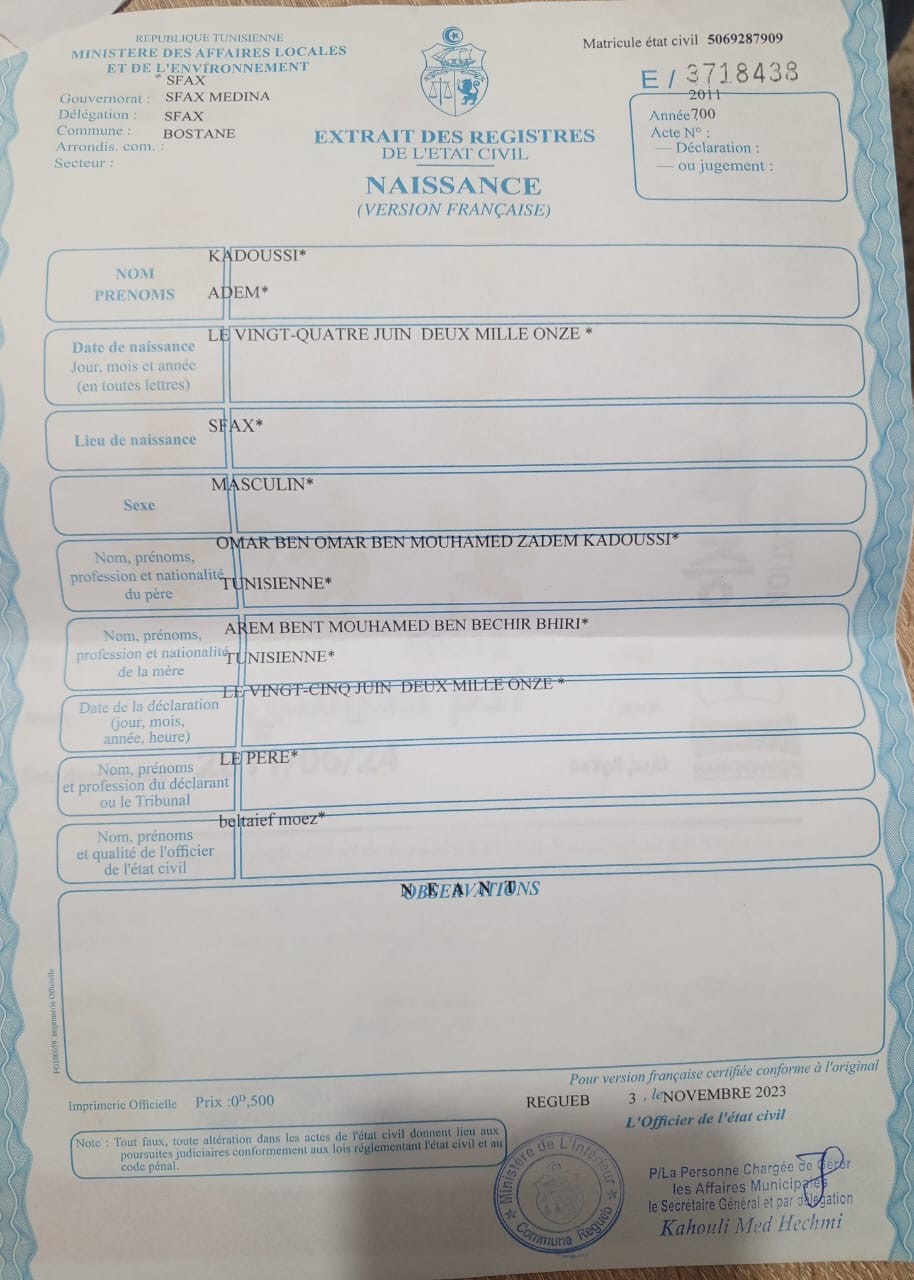 REPUBLIQUE TUNISIENNE
MINISTERE DES AFFAIRES LOCALES
ET DE L'ENVIRONNEMENT
Gouvernorat : SFAX
Délégation : SFAX MEDINA
Commune : SFAX
Arrondis. com. : BOSTANE
Secteur :
Matricule état civil 5069287909
E / 3718438
2011
Année 700
Acte N° :
— Déclaration :
— ou jugement :
EXTRAIT DES REGISTRES
DE L'ETAT CIVIL
NAISSANCE
(VERSION FRANÇAISE)
NOM KADOUSSI*
PRENOMS ADEM*
Date de naissance LE VINGT-QUATRE JUIN DEUX MILLE ONZE *
Jour, mois et année
(en toutes lettres)
Lieu de naissance SFAX*
Sexe MASCULIN*
Nom, prénoms, OMAR BEN OMAR BEN MOUHAMED ZADEM KADOUSSI*
profession et nationalité TUNISIENNE*
du père
Nom, prénoms, AREM BENT MOUHAMED BEN BECHIR BHIRI*
profession et nationalité TUNISIENNE*
de la mère
Date de la déclaration LE VINGT-CINQ JUIN DEUX MILLE ONZE *
(jour, mois,
année, heure)
Nom, prénoms LE PERE*
et profession du déclarant
ou le Tribunal
Nom, prénoms beltaief moez*
et qualité de l'officier
de l'état civil
OBSERVATIONS
N E A N T
FG100059 Imprimerie Officielle
Pour version française certifiée conforme à l'original
Imprimerie Officielle Prix :0ᴰ,500
REGUEB 3 , le NOVEMBRE 2023
L'Officier de l'état civil
Note : Tout faux, toute altération dans les actes de l'état civil donnent lieu aux
poursuites judiciaires conformement aux lois réglementant l'état civil et au
code pénal.
Ministère de L'Intérieur
Commune Regueb
P/La Personne Chargée de Gérer
les Affaires Municipales
le Secrétaire Général et par délégation
Kahouli Med Hechmi